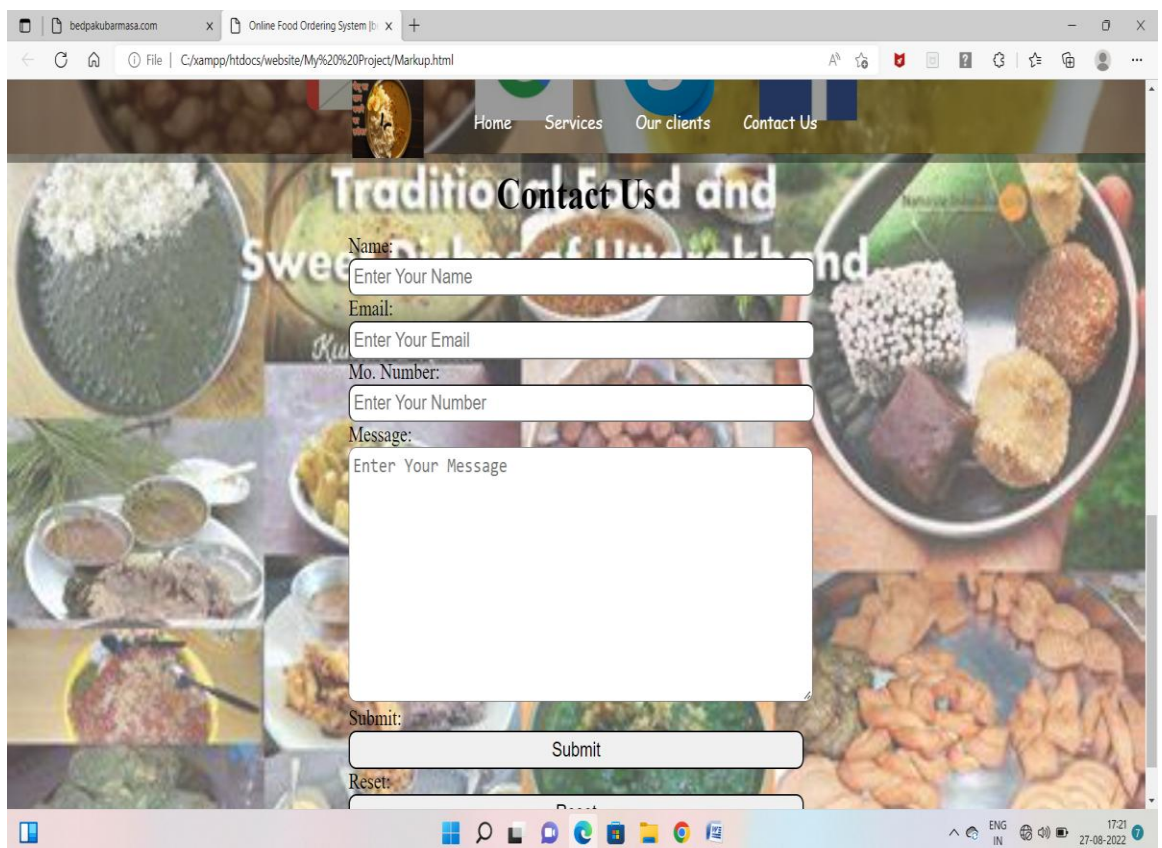 bedpakubarmasa.com
Online Food Ordering System |b
File C:/xampp/htdocs/website/My%20%20Project/Markup.html
Home Services Our clients Contact Us
Traditional Food and
Contact Us
Sweet Dishes of Uttarakhand
Name:
Enter Your Name
Email:
Enter Your Email
Mo. Number:
Enter Your Number
Message:
Enter Your Message
Submit:
Submit
Reset:
Reset
ENG
IN
17:21
27-08-2022
7